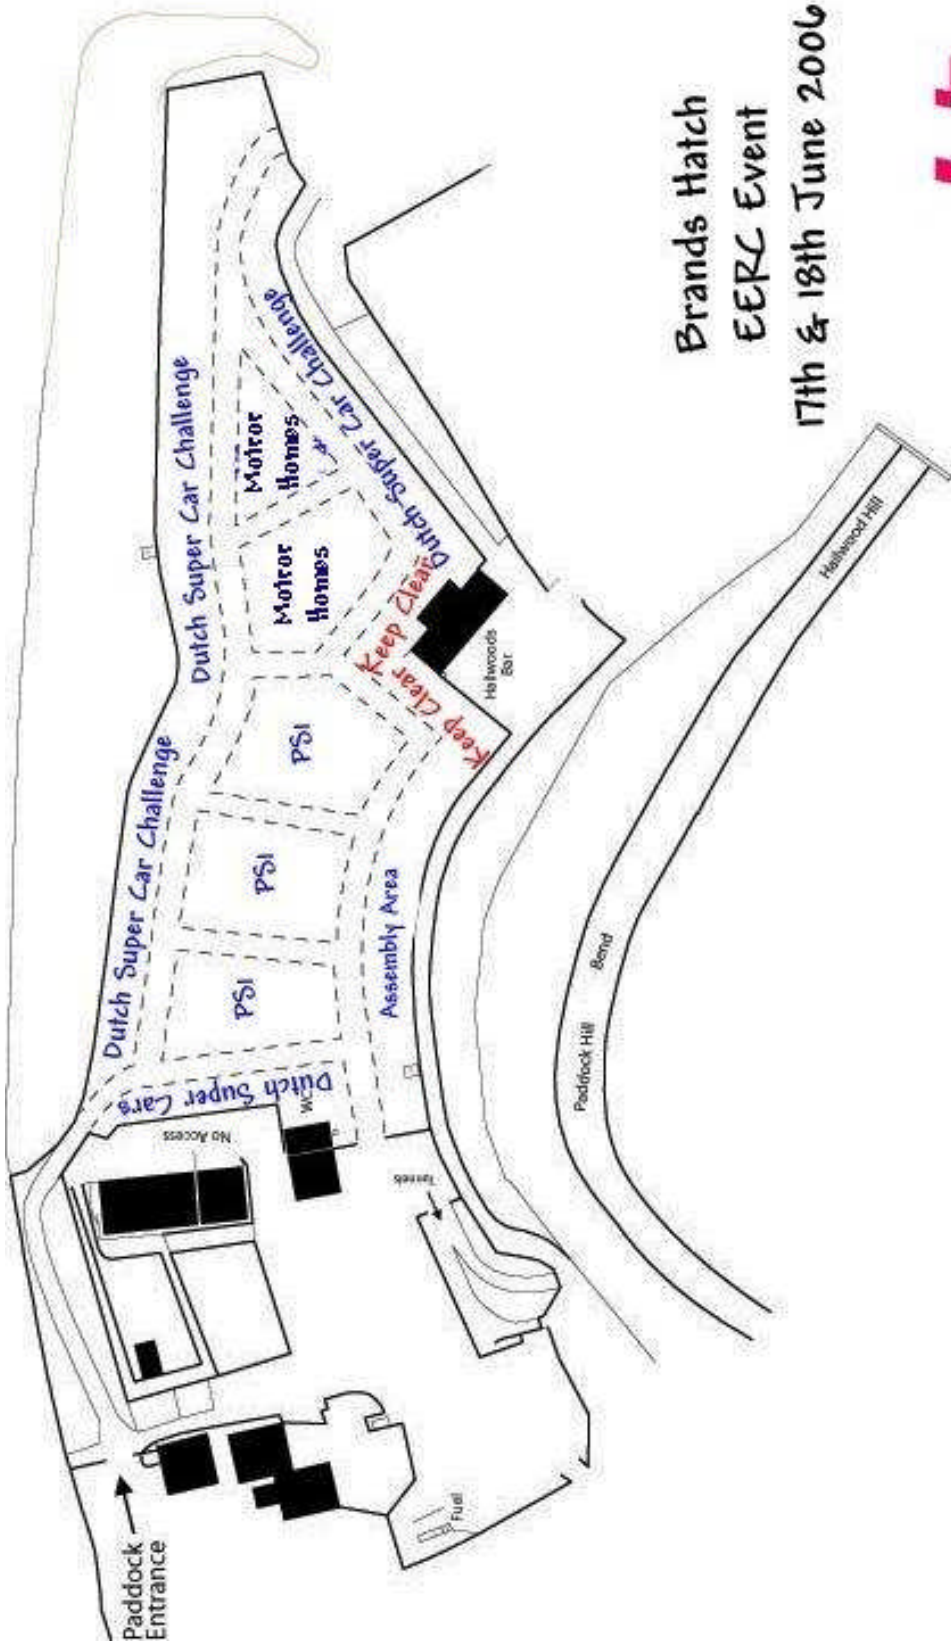 Brands Hatch
EERC Event
17th & 18th June 2006
Paddock
Entrance
No Access
WC
Dutch Super Cars
Dutch Super Car Challenge
Dutch Super Car Challenge
Dutch Super Car Challenge
PSI
PSI
PSI
Motror
Homes
Motror
Homes
Keep Clear
Keep Clear
Assembly Area
Hailwoods
Bar
Tunnels
Fuel
Paddock Hill
Bend
Hailwood Hill